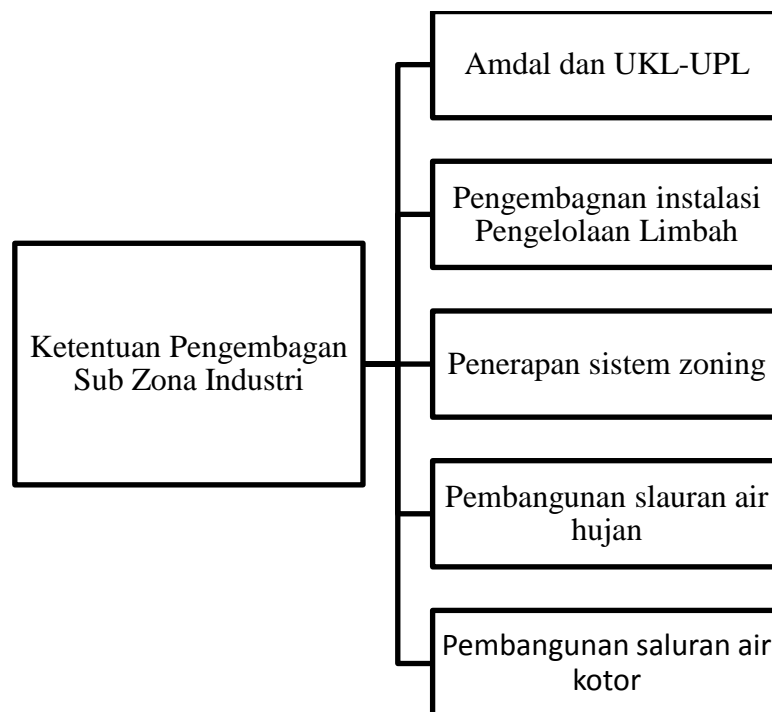 Amdal dan UKL-UPL
Pengembagnan instalasi
Pengelolaan Limbah
Ketentuan Pengembagan
Sub Zona Industri
Penerapan sistem zoning
Pembangunan slauran air
hujan
Pembangunan saluran air
kotor